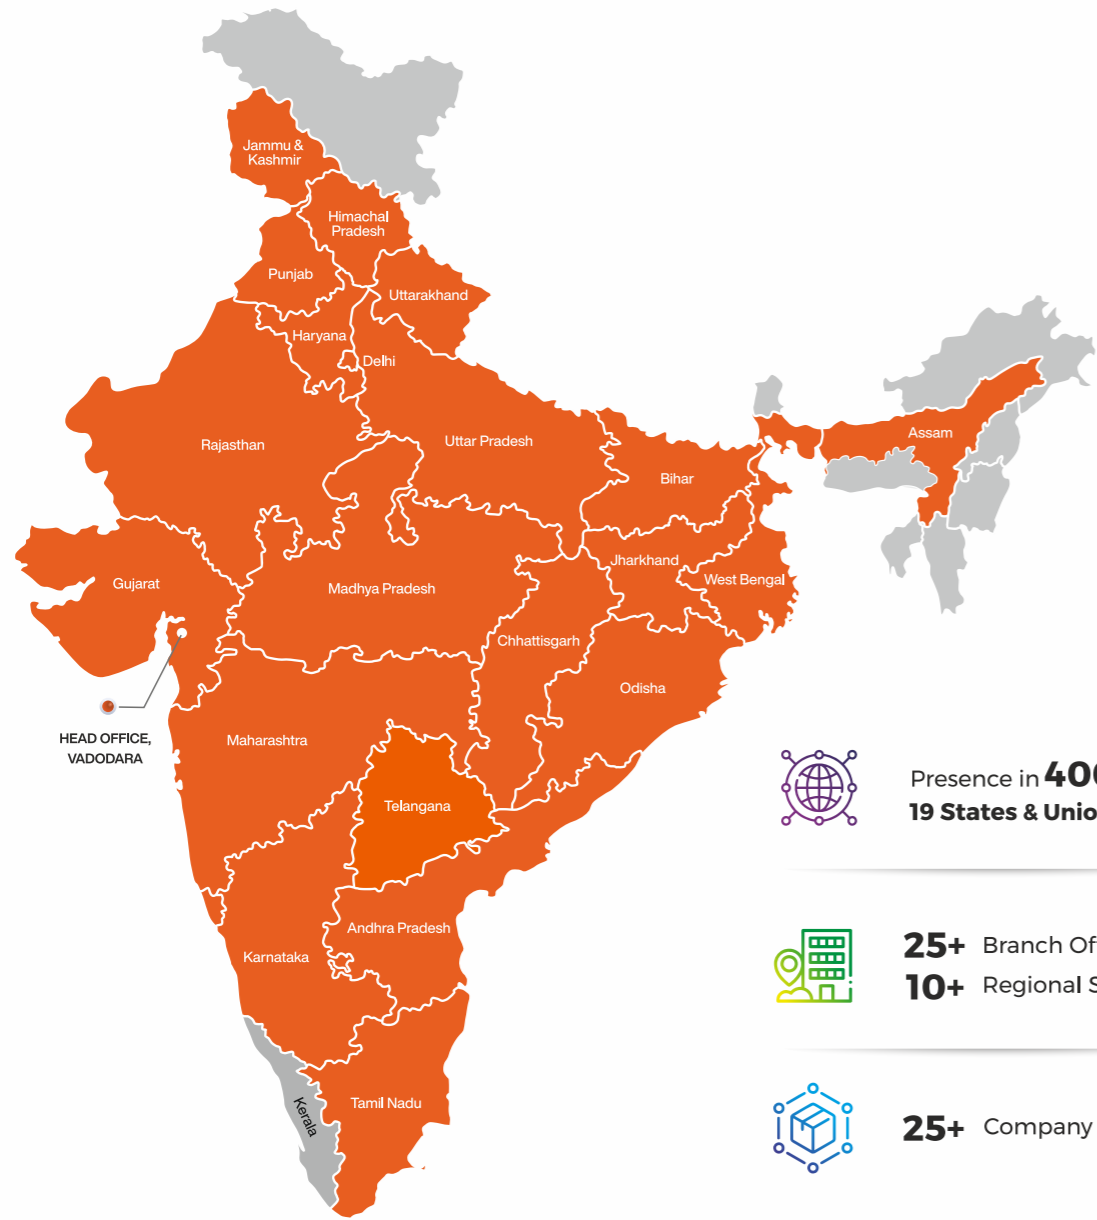 Jammu &
Kashmir
Himachal
Pradesh
Punjab
Uttarakhand
Haryana
Delhi
Rajasthan
Uttar Pradesh
Assam
Bihar
Jharkhand
West Bengal
Gujarat
Madhya Pradesh
Chhattisgarh
Odisha
HEAD OFFICE,
VADODARA
Maharashtra
Telangana
Andhra Pradesh
Karnataka
Kerala
Tamil Nadu
Presence in 400
19 States & Unio
25+ Branch Of
10+ Regional S
25+ Company